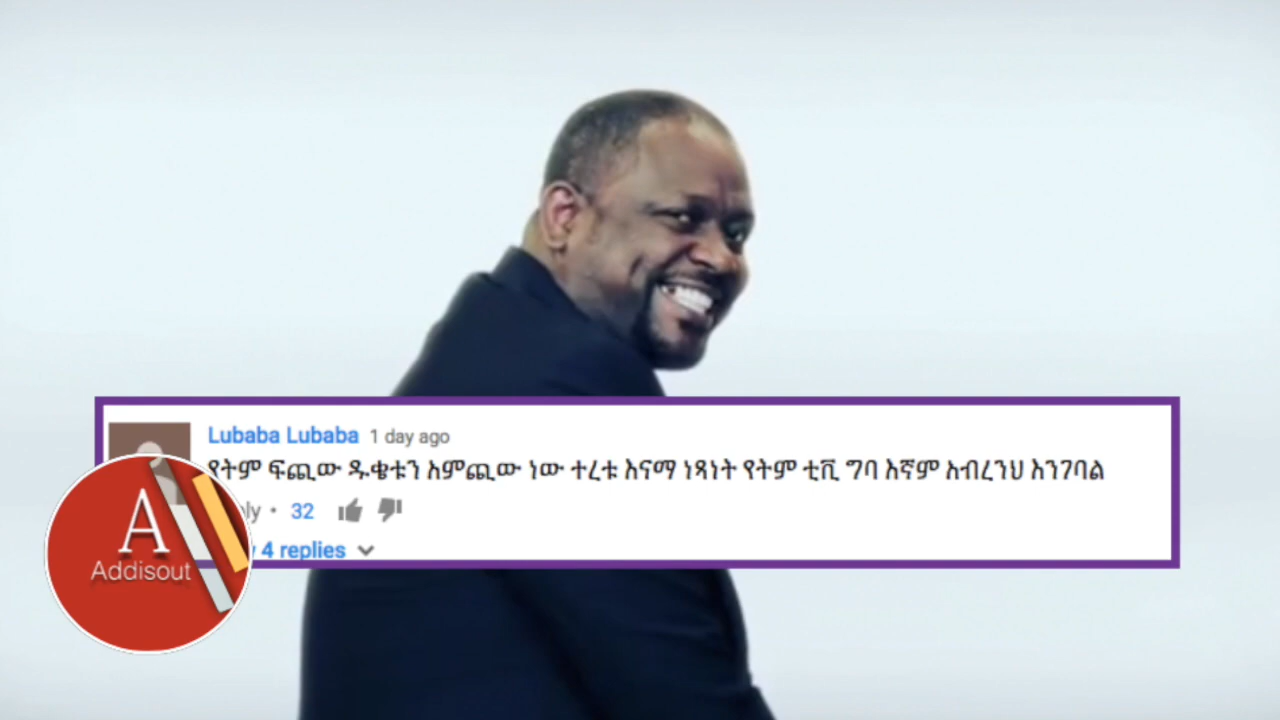 Lubaba Lubaba 1 day ago
የትም ፍጪው ዱቄቱን አምጪው ነው ተረቱ እናማ ነጻነት የትም ቲቪ ግባ እኛም አብረንህ እንገባል
32
4 replies
A
Addisout